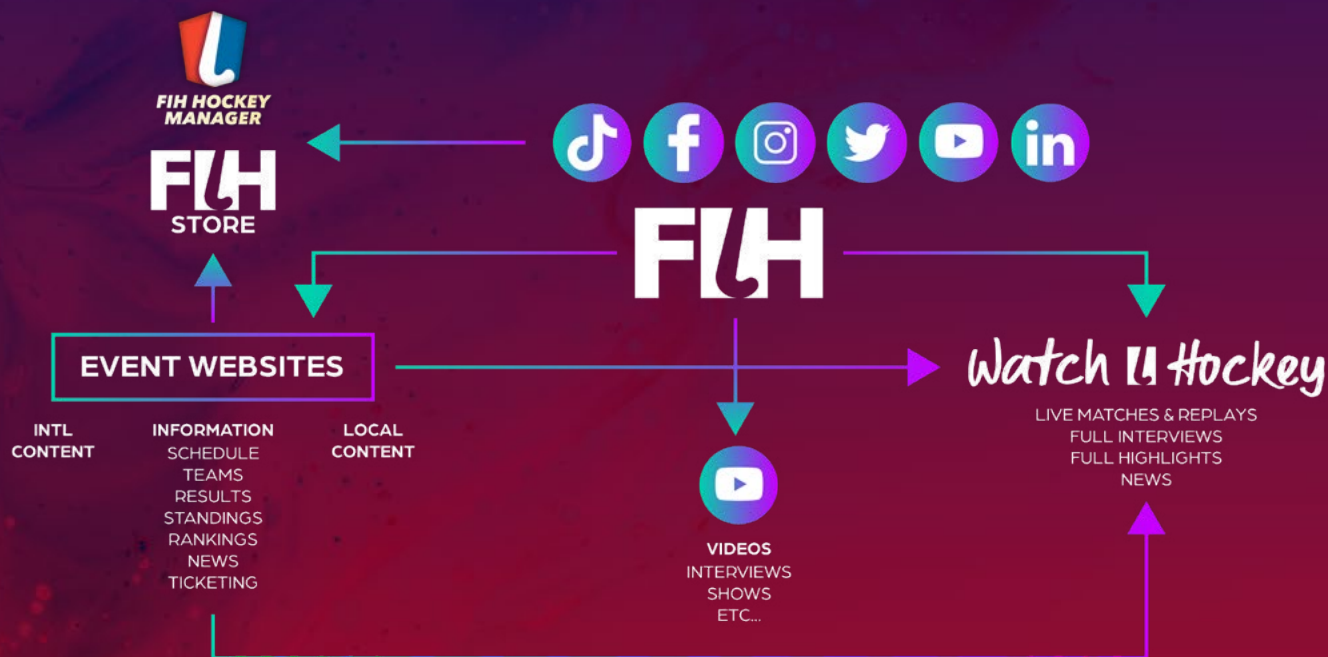 FIH HOCKEY
MANAGER
FIH
STORE
FIH
EVENT WEBSITES
INTL
CONTENT
INFORMATION
SCHEDULE
TEAMS
RESULTS
STANDINGS
RANKINGS
NEWS
TICKETING
LOCAL
CONTENT
VIDEOS
INTERVIEWS
SHOWS
ETC...
Watch Hockey
LIVE MATCHES & REPLAYS
FULL INTERVIEWS
FULL HIGHLIGHTS
NEWS
in